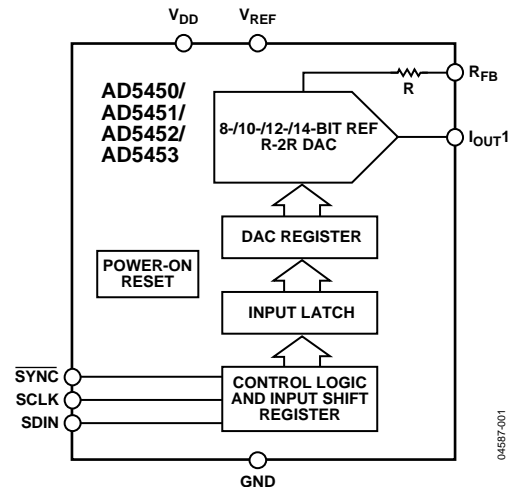 VDD
VREF
RFB
R
AD5450/
AD5451/
AD5452/
AD5453
8-/10-/12-/14-BIT REF
R-2R DAC
IOUT1
DAC REGISTER
POWER-ON
RESET
INPUT LATCH
SYNC
SCLK
SDIN
CONTROL LOGIC
AND INPUT SHIFT
REGISTER
GND
04587-001